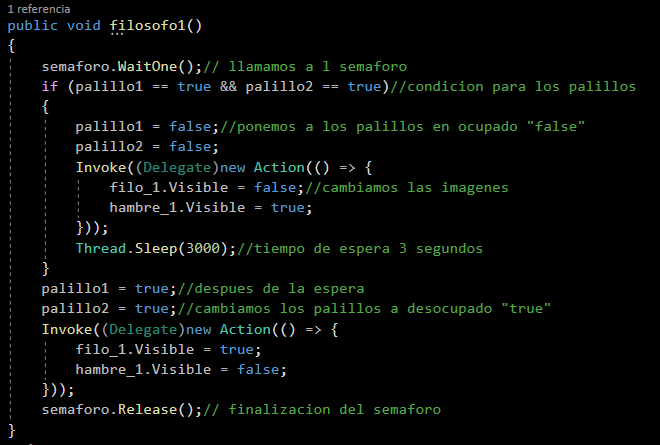 1 referencia
public void filosofo1()
{
    semaforo.WaitOne();// llamamos a l semaforo
    if (palillo1 == true && palillo2 == true)//condicion para los palillos
    {
        palillo1 = false;//ponemos a los palillos en ocupado "false"
        palillo2 = false;
        Invoke((Delegate)new Action(() => {
            filo_1.Visible = false;//cambiamos las imagenes
            hambre_1.Visible = true;
        }));
        Thread.Sleep(3000);//tiempo de espera 3 segundos
    }
    palillo1 = true;//despues de la espera
    palillo2 = true;//cambiamos los palillos a desocupado "true"
    Invoke((Delegate)new Action(() => {
        filo_1.Visible = true;
        hambre_1.Visible = false;
    }));
    semaforo.Release();// finalizacion del semaforo
}